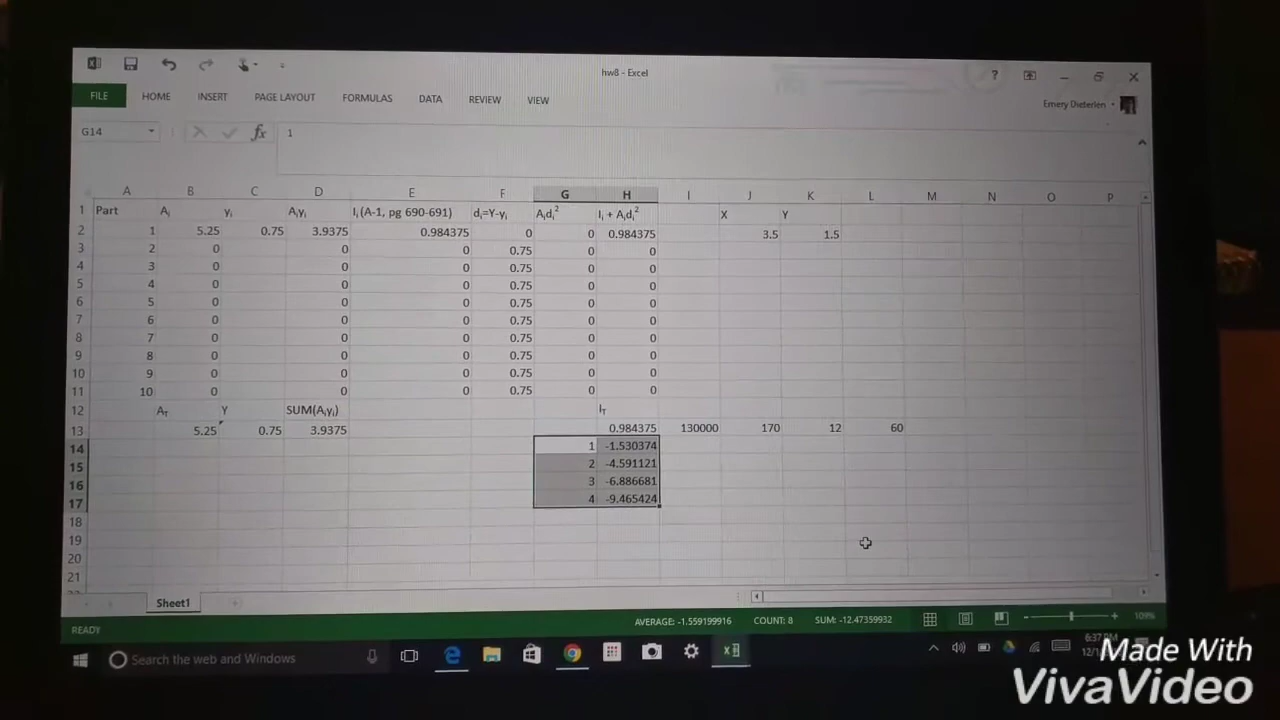 hw8 - Excel
?
FILE HOME INSERT PAGE LAYOUT FORMULAS DATA REVIEW VIEW
Emery Dieterlen
G14 fx 1
A B C D E F G H I J K L M N O P
1 Part Aᵢ yᵢ Aᵢyᵢ Iᵢ (A-1, pg 690-691) dᵢ=Y-yᵢ Aᵢdᵢ² Iᵢ + Aᵢdᵢ² X Y
2 1 5.25 0.75 3.9375 0.984375 0 0 0.984375 3.5 1.5
3 2 0 0 0 0.75 0 0
4 3 0 0 0 0.75 0 0
5 4 0 0 0 0.75 0 0
6 5 0 0 0 0.75 0 0
7 6 0 0 0 0.75 0 0
8 7 0 0 0 0.75 0 0
9 8 0 0 0 0.75 0 0
10 9 0 0 0 0.75 0 0
11 10 0 0 0 0.75 0 0
12 Aₜ Y SUM(Aᵢyᵢ) Iₜ
13 5.25 0.75 3.9375 0.984375 130000 170 12 60
14 1 -1.530374
15 2 -4.591121
16 3 -6.886681
17 4 -9.465424
18
19
20
21
Sheet1
READY AVERAGE: -1.559199916 COUNT: 8 SUM: -12.47359932 109%
Search the web and Windows
6:37 PM
Made With
VivaVideo